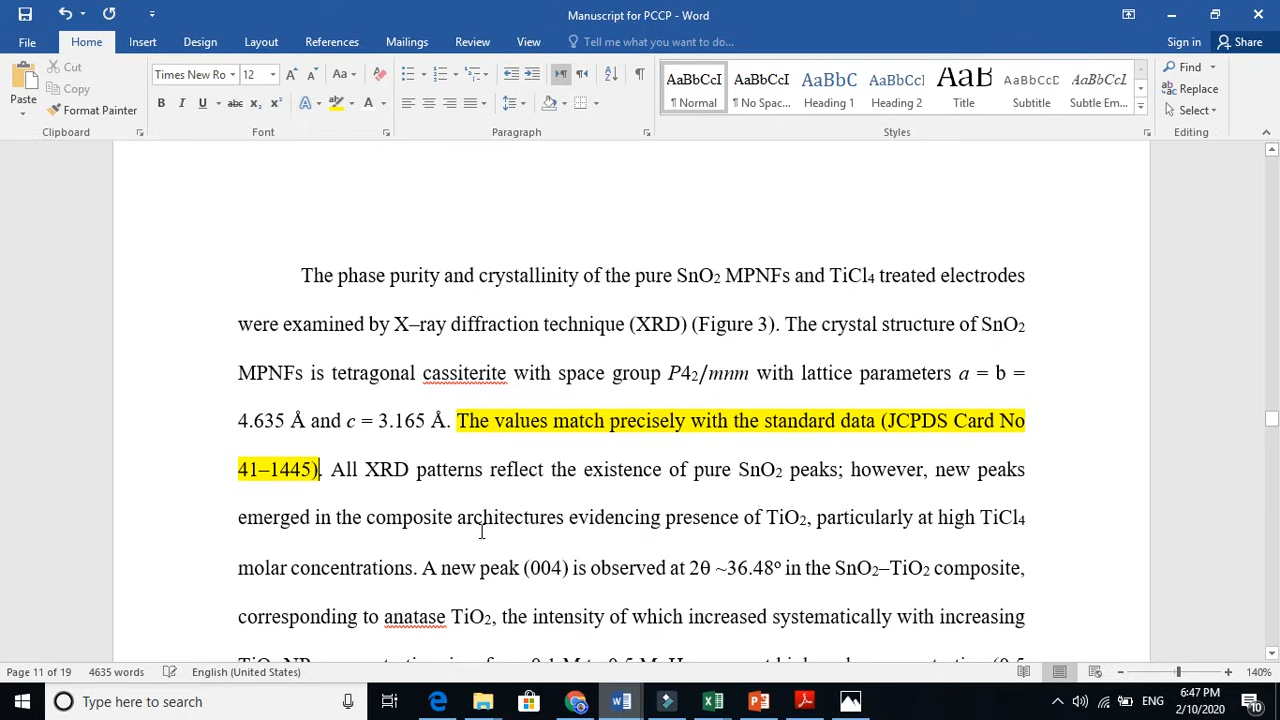 Manuscript for PCCP - Word
File Home Insert Design Layout References Mailings Review View Tell me what you want to do... Sign in Share
Paste Cut Copy Format Painter
Clipboard
Times New Ro 12 Aa
B I U abc x₂ x² A A
Font
Paragraph
AaBbCcI AaBbCcI AaBbC AaBbCcI AaB AaBbCcI AaBbCcI
¶ Normal ¶ No Spac... Heading 1 Heading 2 Title Subtitle Subtle Em...
Styles
Find Replace Select
Editing
The phase purity and crystallinity of the pure SnO₂ MPNFs and TiCl₄ treated electrodes
were examined by X–ray diffraction technique (XRD) (Figure 3). The crystal structure of SnO₂
MPNFs is tetragonal cassiterite with space group P4₂/mnm with lattice parameters a = b =
4.635 Å and c = 3.165 Å. The values match precisely with the standard data (JCPDS Card No
41–1445). All XRD patterns reflect the existence of pure SnO₂ peaks; however, new peaks
emerged in the composite architectures evidencing presence of TiO₂, particularly at high TiCl₄
molar concentrations. A new peak (004) is observed at 2θ ~36.48º in the SnO₂–TiO₂ composite,
corresponding to anatase TiO₂, the intensity of which increased systematically with increasing
Page 11 of 19 4635 words English (United States) 140%
Type here to search ENG 6:47 PM
2/10/2020 10